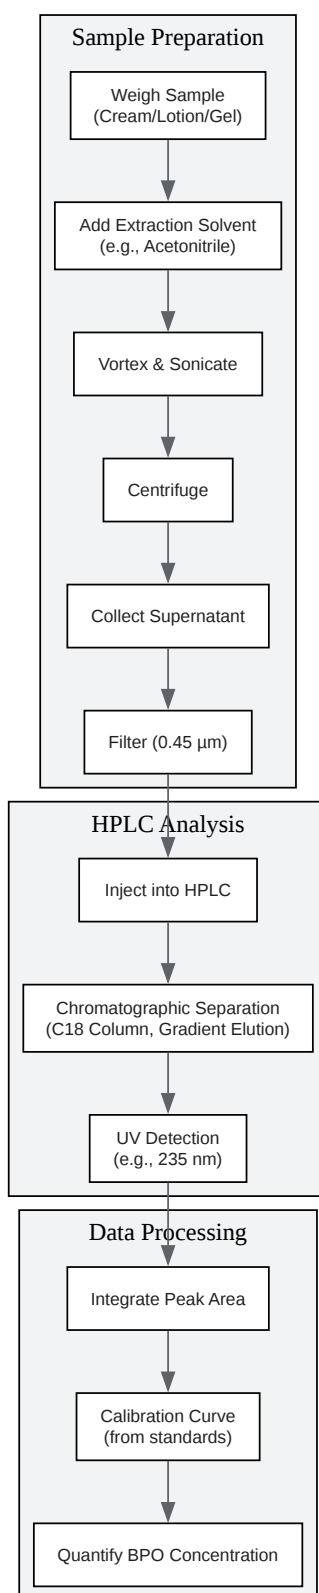 Sample Preparation
Weigh Sample
(Cream/Lotion/Gel)
Add Extraction Solvent
(e.g., Acetonitrile)
Vortex & Sonicate
Centrifuge
Collect Supernatant
Filter (0.45 µm)
HPLC Analysis
Inject into HPLC
Chromatographic Separation
(C18 Column, Gradient Elution)
UV Detection
(e.g., 235 nm)
Data Processing
Integrate Peak Area
Calibration Curve
(from standards)
Quantify BPO Concentration